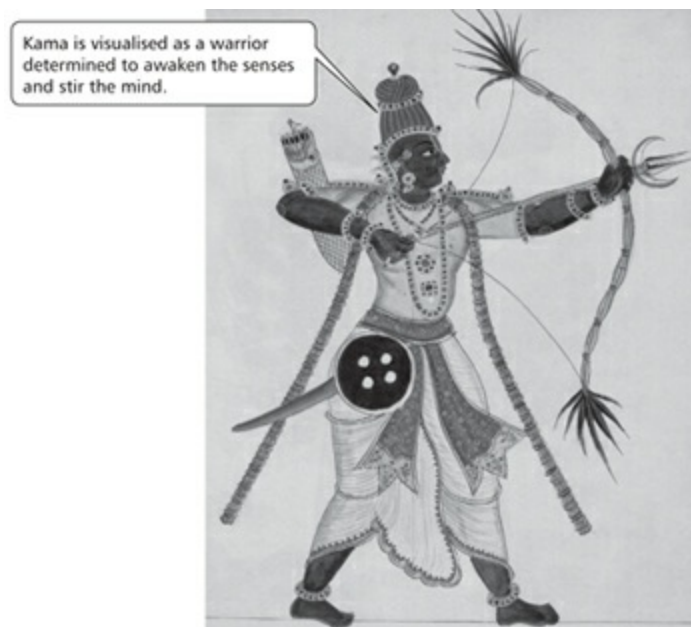 Kama is visualised as a warrior
determined to awaken the senses
and stir the mind.